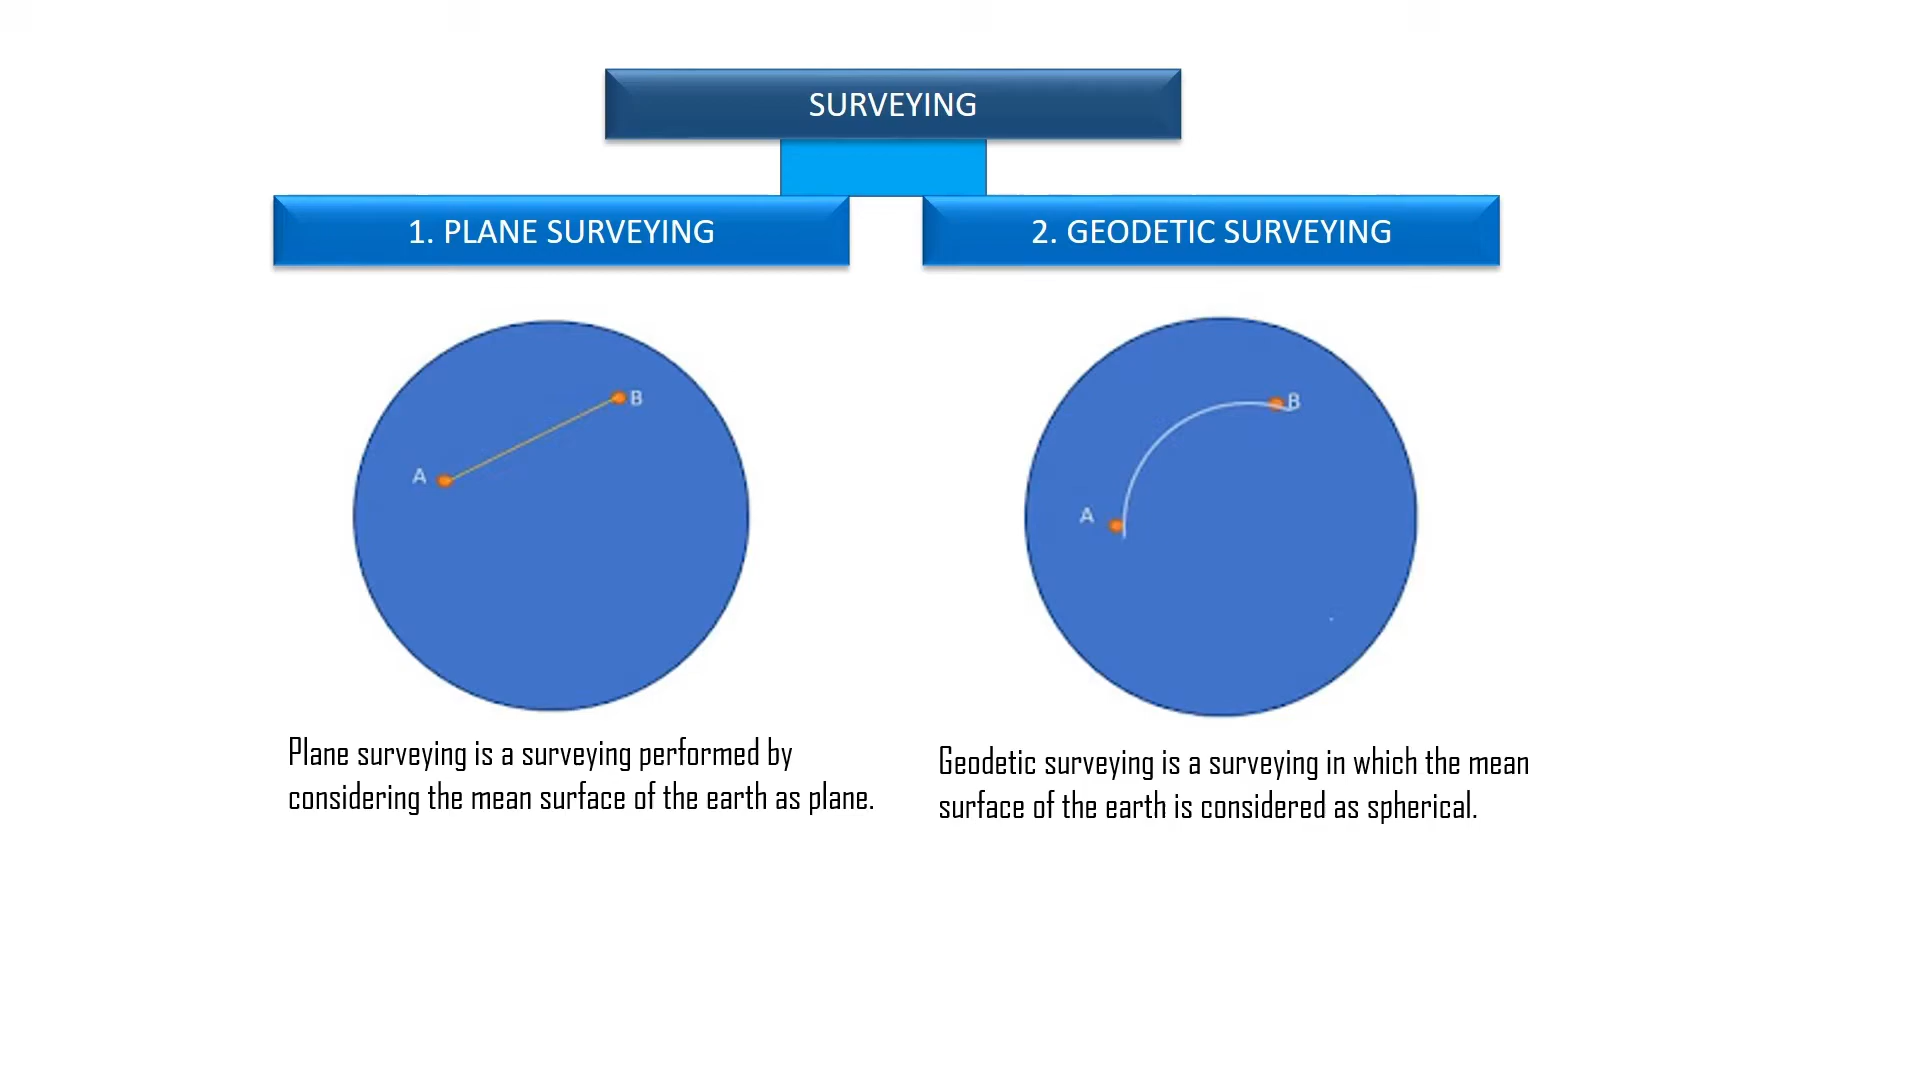 SURVEYING
1. PLANE SURVEYING
2. GEODETIC SURVEYING
B
A
B
A
Plane surveying is a surveying performed by
considering the mean surface of the earth as plane.
Geodetic surveying is a surveying in which the mean
surface of the earth is considered as spherical.